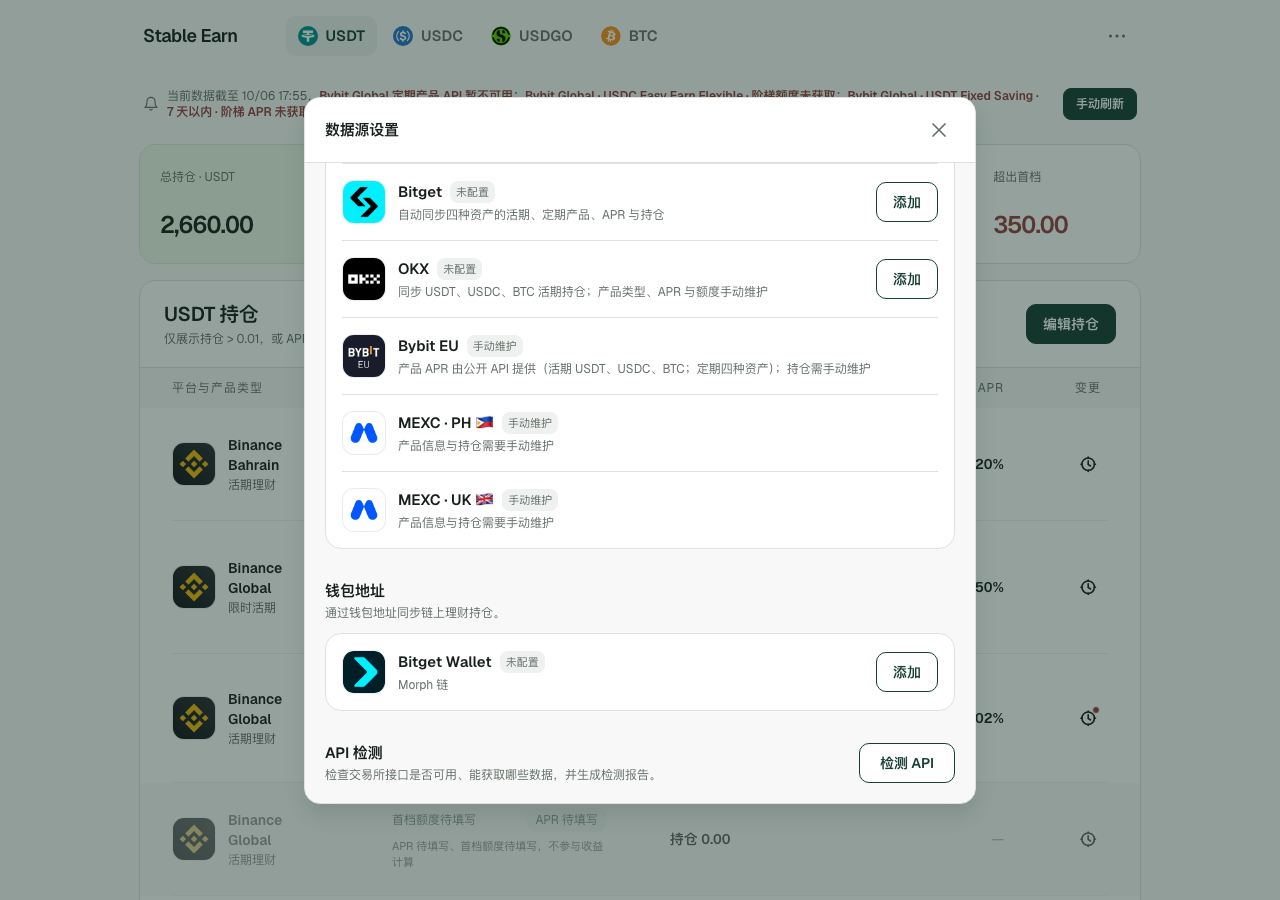 Stable Earn
USDT
USDC
USDGO
BTC
当前数据截至 10/06 17:55。Bybit Global 定期产品 API 暂不可用；Bybit Global · USDC Easy Earn Flexible · 阶梯额度未获取；Bybit Global · USDT Fixed Saving ·
7 天以内 · 阶梯 APR 未获取
手动刷新
数据源设置
总持仓 · USDT
2,660.00
超出首档
350.00
Bitget 未配置
自动同步四种资产的活期、定期产品、APR 与持仓
添加
OKX 未配置
同步 USDT、USDC、BTC 活期持仓；产品类型、APR 与额度手动维护
添加
BYBIT
EU
Bybit EU 手动维护
产品 APR 由公开 API 提供（活期 USDT、USDC、BTC；定期四种资产）；持仓需手动维护
MEXC · PH 手动维护
产品信息与持仓需要手动维护
MEXC · UK 手动维护
产品信息与持仓需要手动维护
钱包地址
通过钱包地址同步链上理财持仓。
Bitget Wallet 未配置
Morph 链
添加
API 检测
检查交易所接口是否可用、能获取哪些数据，并生成检测报告。
检测 API
USDT 持仓
仅展示持仓 > 0.01，或 API
编辑持仓
平台与产品类型
APR
变更
Binance
Bahrain
活期理财
20%
Binance
Global
限时活期
50%
Binance
Global
活期理财
02%
Binance
Global
活期理财
首档额度待填写
APR 待填写
APR 待填写、首档额度待填写，不参与收益
计算
持仓 0.00
—